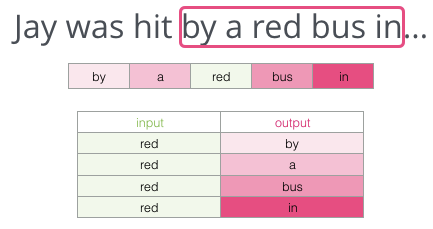 Jay was hit by a red bus in...
by a red bus in
input output
red by
red a
red bus
red in